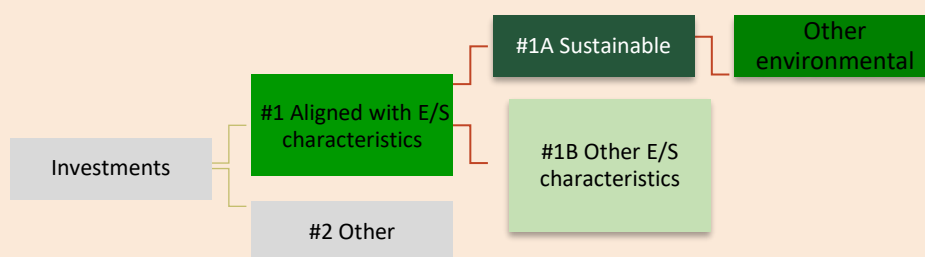 Investments
#1 Aligned with E/S
characteristics
#2 Other
#1A Sustainable
#1B Other E/S
characteristics
Other
environmental